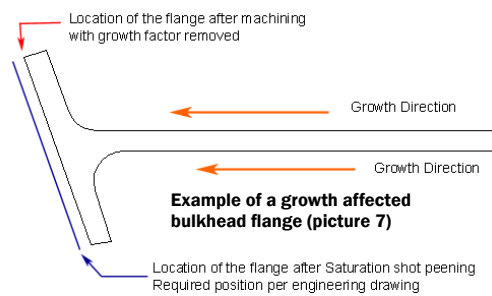 Location of the flange after machining
with growth factor removed
Growth Direction
Growth Direction
Example of a growth affected
bulkhead flange (picture 7)
Location of the flange after Saturation shot peening
Required position per engineering drawing